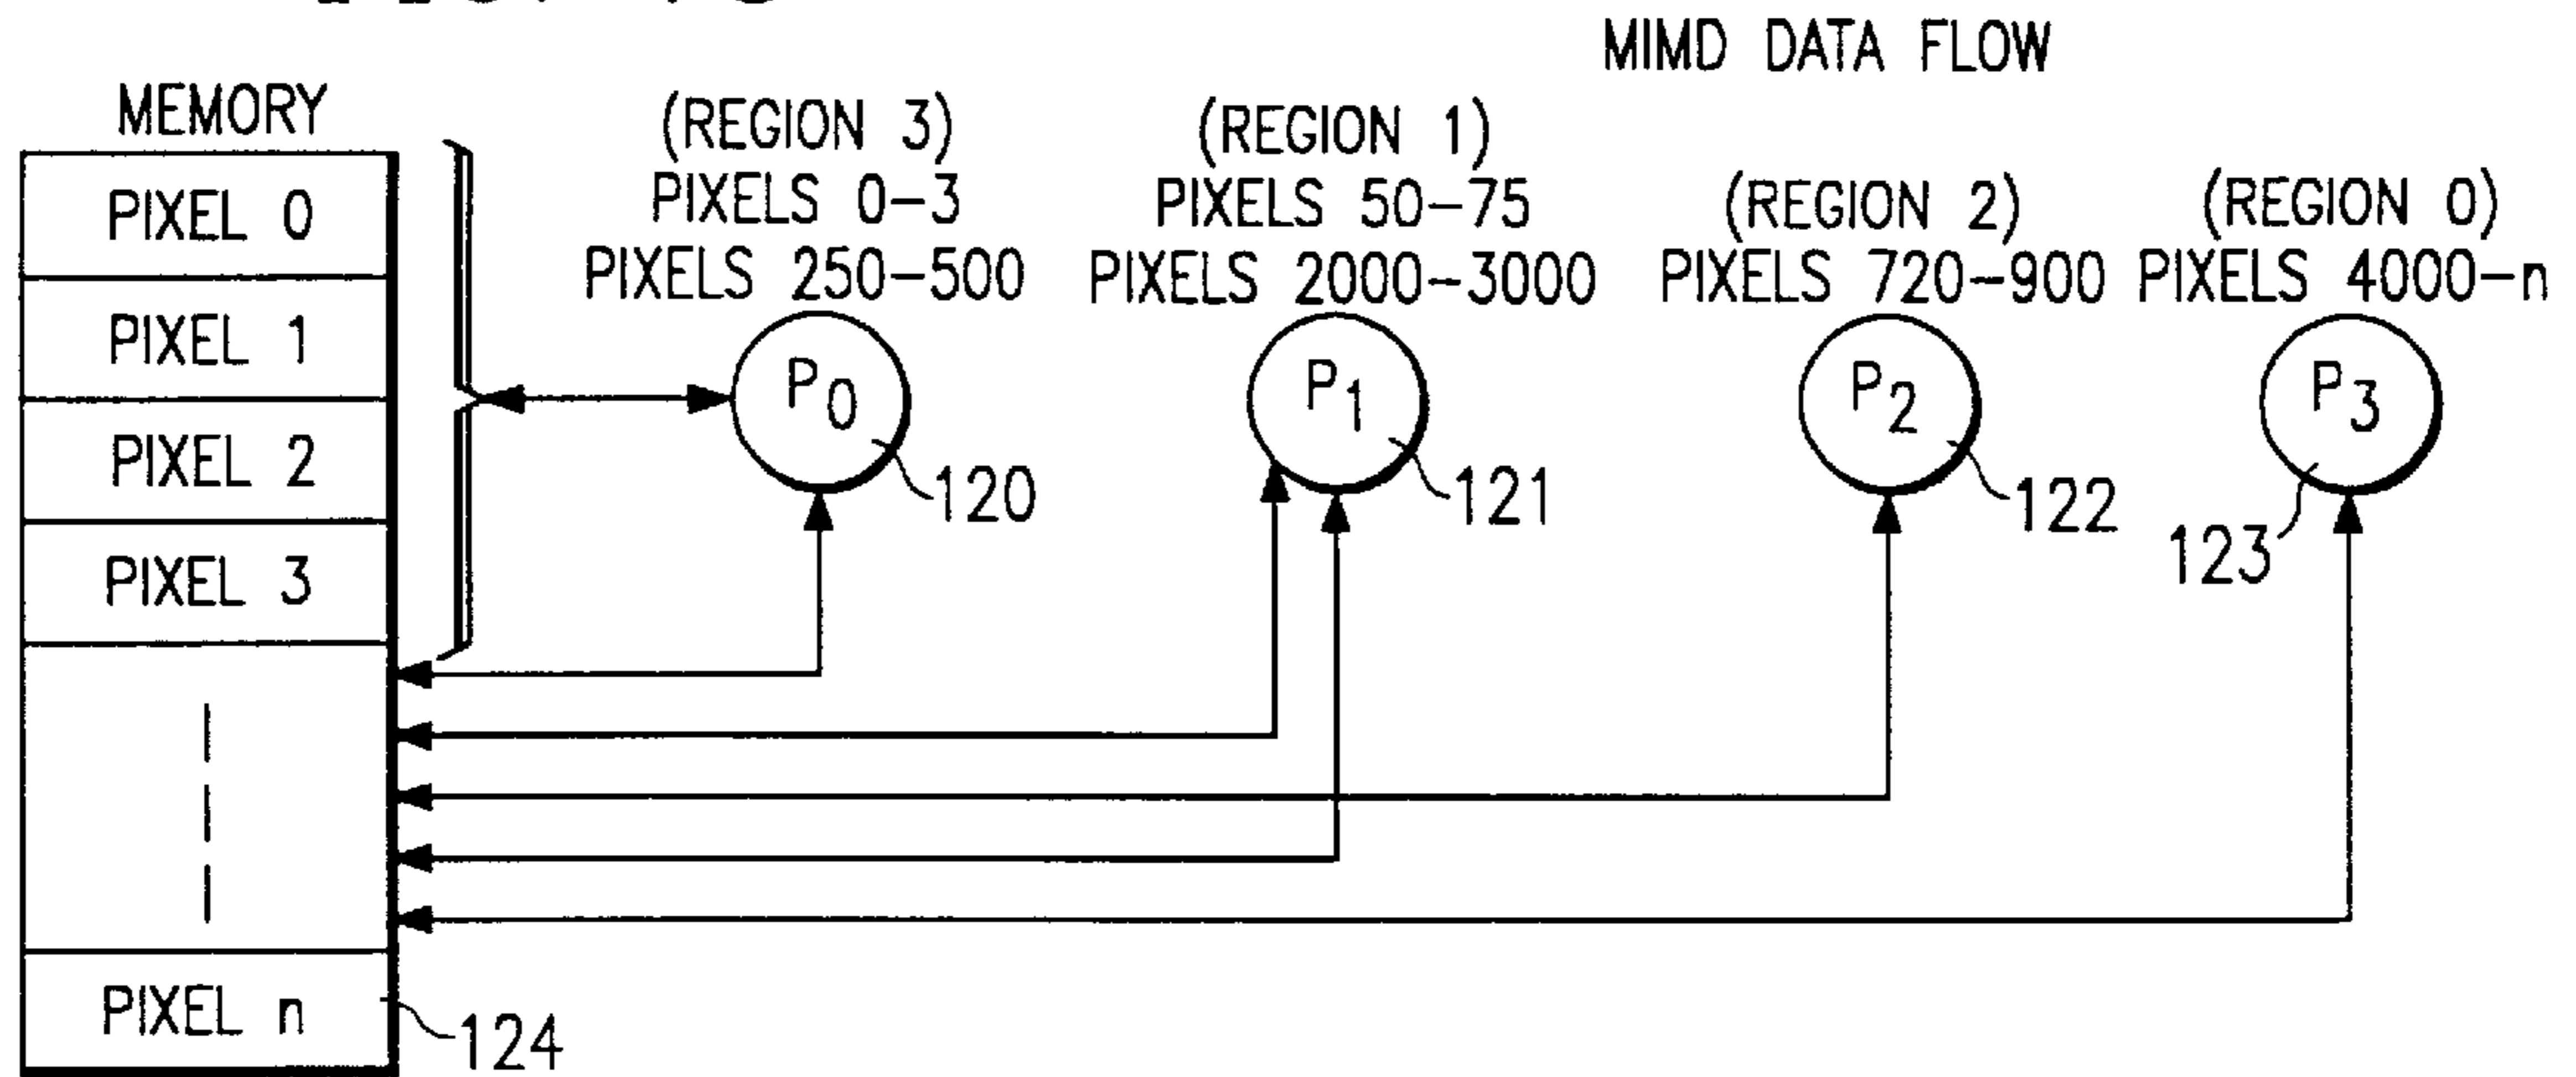 MIMD DATA FLOW
MEMORY
PIXEL 0
PIXEL 1
PIXEL 2
PIXEL 3
PIXEL n
124
(REGION 3)
PIXELS 0-3
PIXELS 250-500
P0
120
(REGION 1)
PIXELS 50-75
PIXELS 2000-3000
P1
121
(REGION 2)
PIXELS 720-900
P2
122
(REGION 0)
PIXELS 4000-n
P3
123